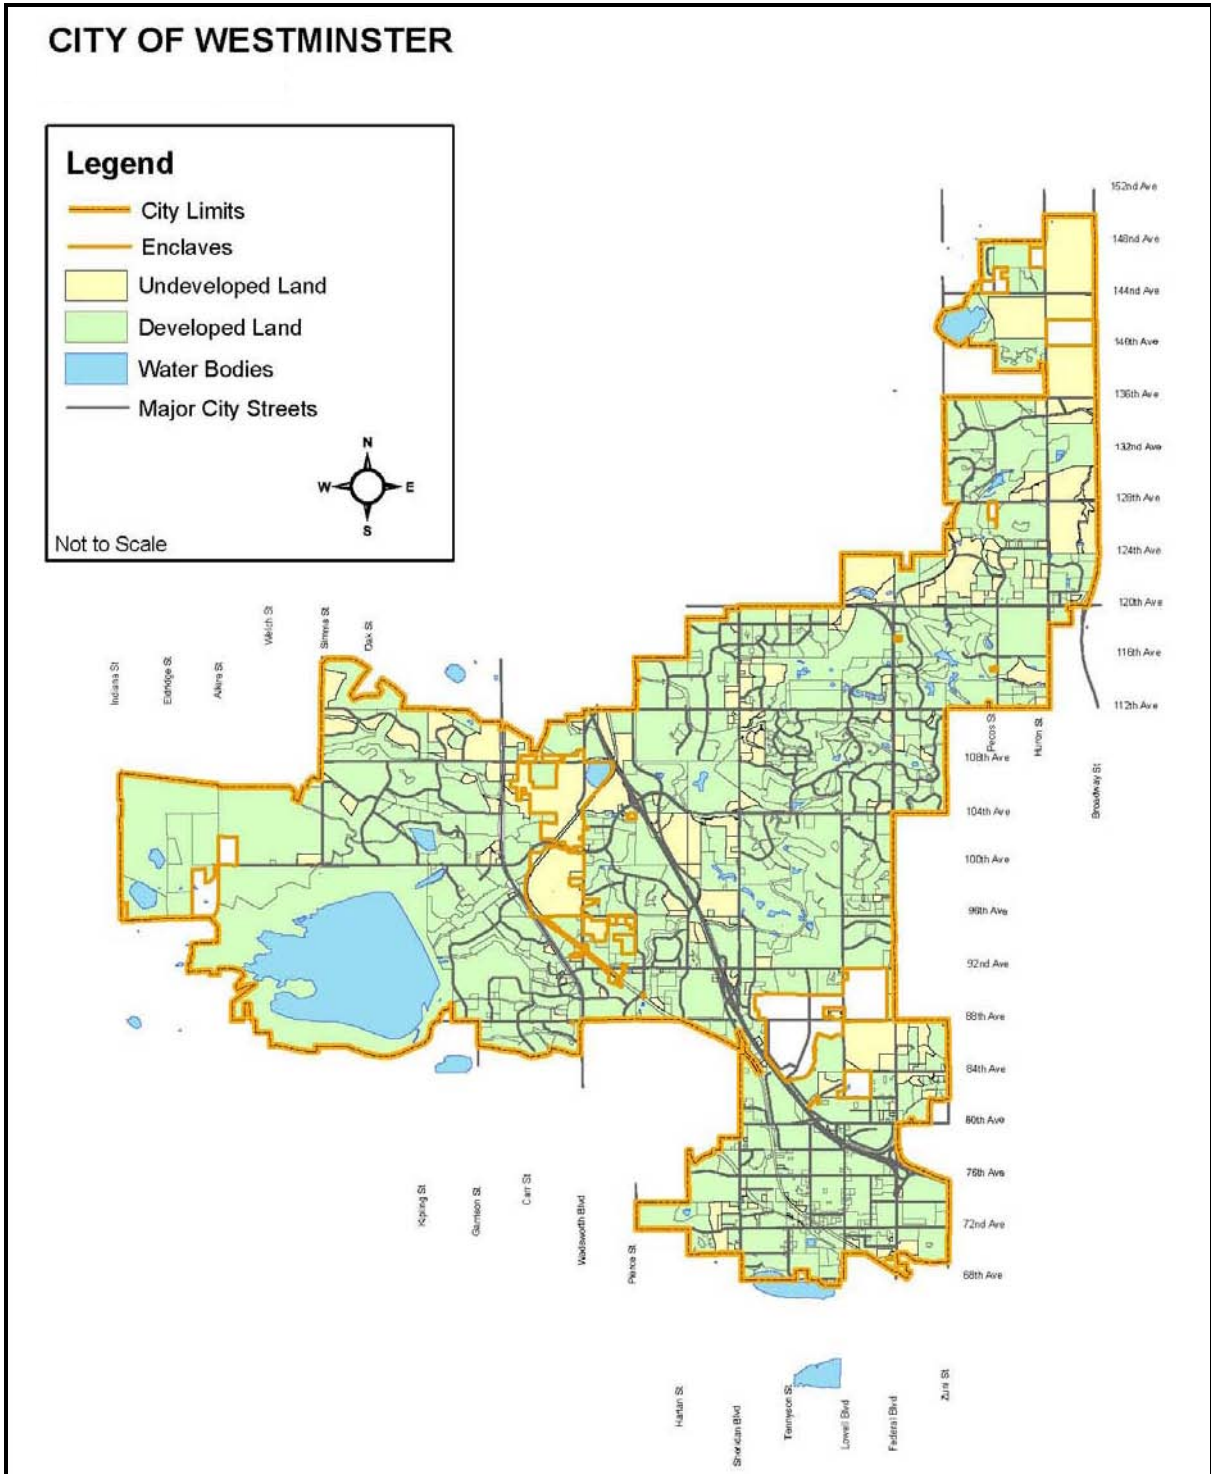 CITY OF WESTMINSTER
Legend
City Limits
Enclaves
Undeveloped Land
Developed Land
Water Bodies
Major City Streets
N
W E
S
Not to Scale
152nd Ave
148nd Ave
144nd Ave
140th Ave
136th Ave
132nd Ave
128th Ave
124th Ave
120th Ave
116th Ave
112th Ave
108th Ave
104th Ave
100th Ave
96th Ave
92nd Ave
88th Ave
84th Ave
80th Ave
76th Ave
72nd Ave
68th Ave
Indiana St
Eldridge St
Alkire St
Welch St
Simms St
Oak St
Pecos St
Huron St
Broadway St
Kipling St
Garrison St
Carr St
Wadsworth Blvd
Pierce St
Harlan St
Sheridan Blvd
Tennyson St
Lowell Blvd
Federal Blvd
Zuni St